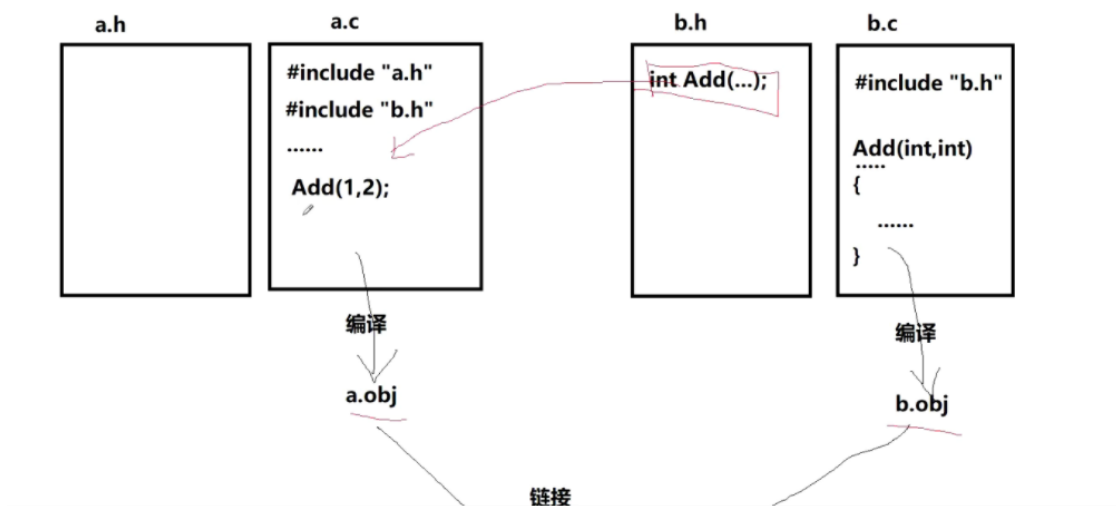 a.h
a.c
#include "a.h"
#include "b.h"
......
Add(1,2);
编译
a.obj
b.h
int Add(...);
b.c
#include "b.h"
Add(int,int)
.....
{
......
}
编译
b.obj
链接